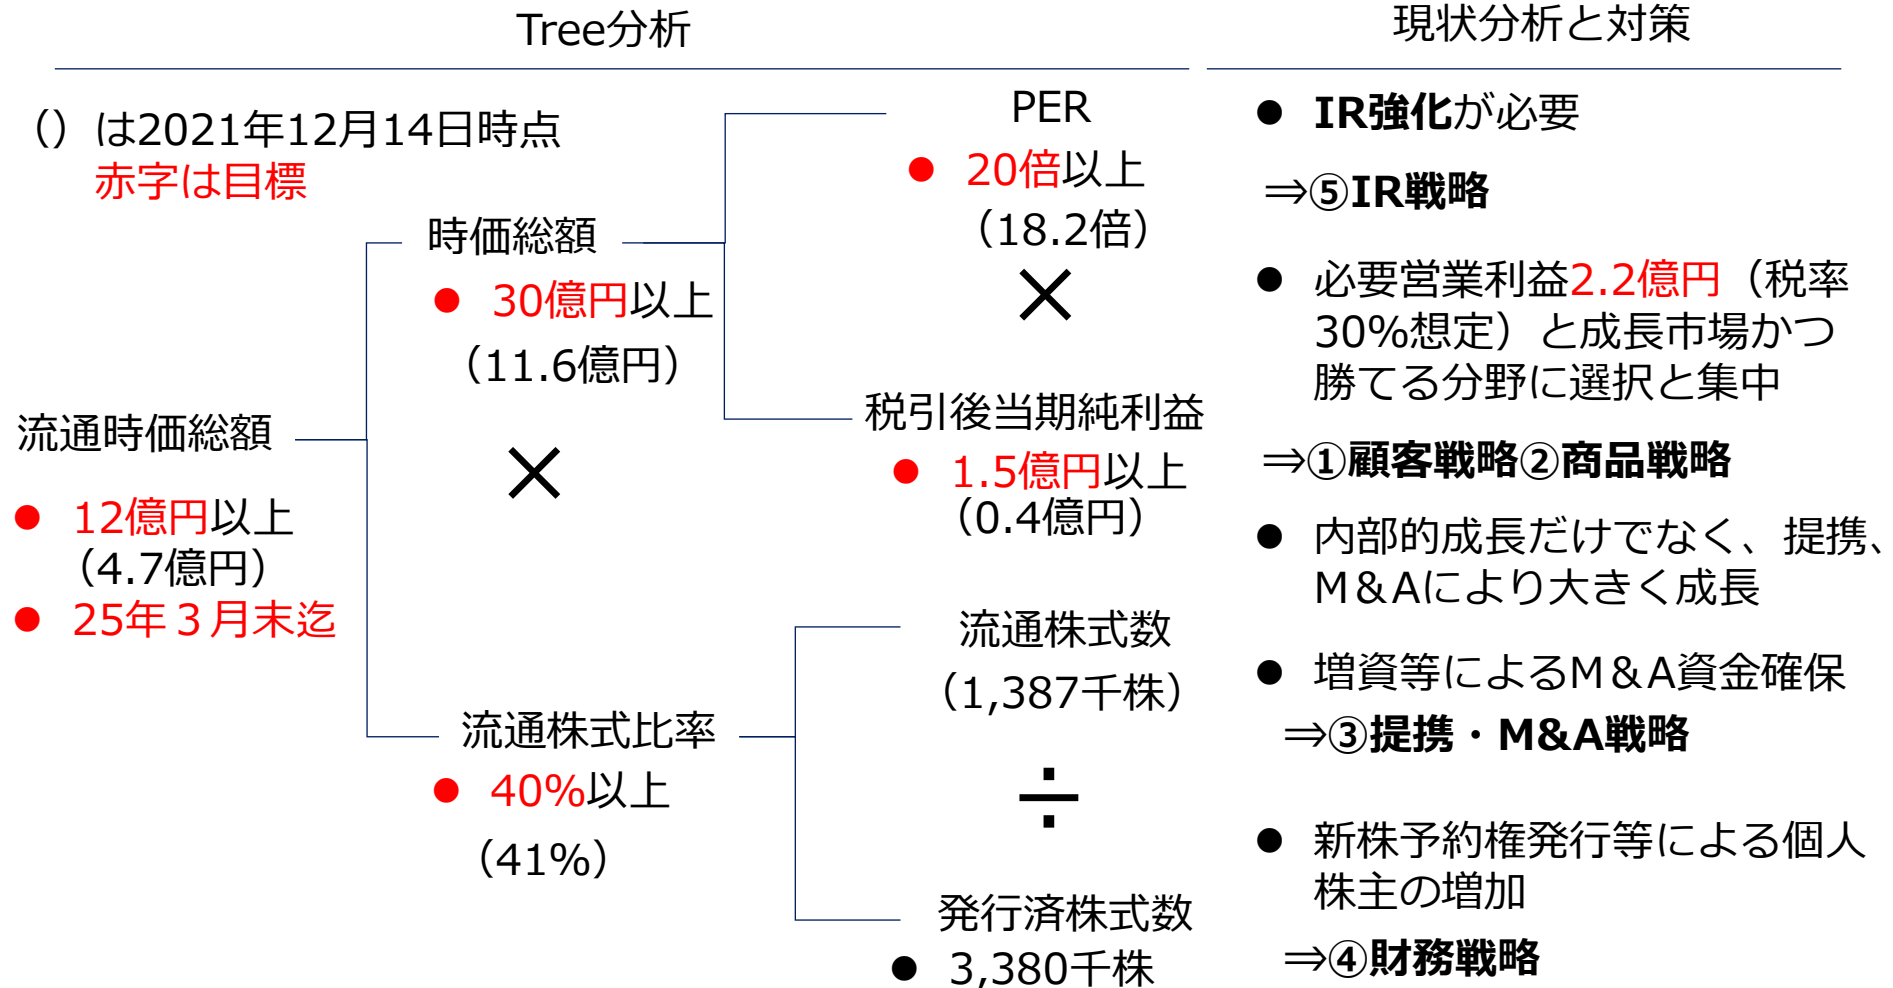 Tree分析
現状分析と対策
（）は2021年12月14日時点
赤字は目標
流通時価総額
● 12億円以上
（4.7億円）
● 25年３月末迄
時価総額
● 30億円以上
（11.6億円）
×
流通株式比率
● 40%以上
（41%）
PER
● 20倍以上
（18.2倍）
×
税引後当期純利益
● 1.5億円以上
（0.4億円）
流通株式数
（1,387千株）
÷
発行済株式数
● 3,380千株
● IR強化が必要
⇒⑤IR戦略
● 必要営業利益2.2億円（税率
30%想定）と成長市場かつ
勝てる分野に選択と集中
⇒①顧客戦略②商品戦略
● 内部的成長だけでなく、提携、
Ｍ＆Aにより大きく成長
● 増資等によるM＆A資金確保
⇒③提携・M&A戦略
● 新株予約権発行等による個人
株主の増加
⇒④財務戦略